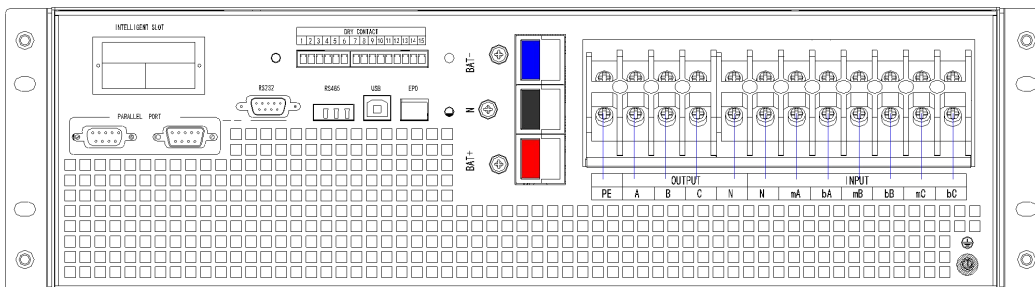 INTELLIGENT SLOT
DRY CONTACT
1 2 3 4 5 6 7 8 9 10 11 12 13 14 15
RS232
RS485
USB
EPO
PARALLEL PORT
BAT-
N
BAT+
OUTPUT
INPUT
PE A B C N N mA bA mB bB mC bC